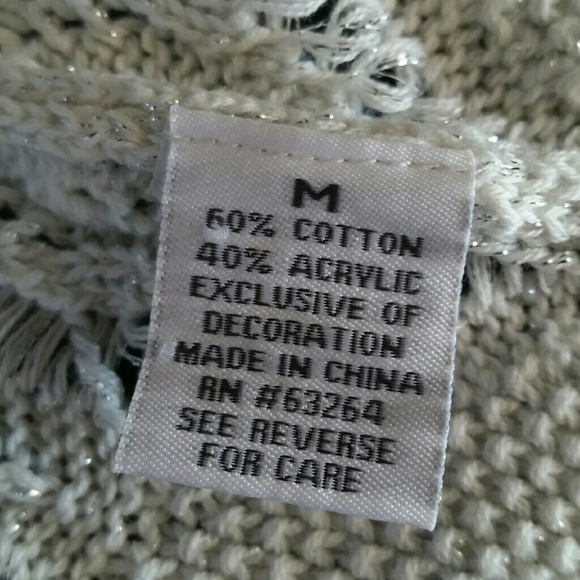 M
60% COTTON
40% ACRYLIC
EXCLUSIVE OF
DECORATION
MADE IN CHINA
RN #63264
SEE REVERSE
FOR CARE